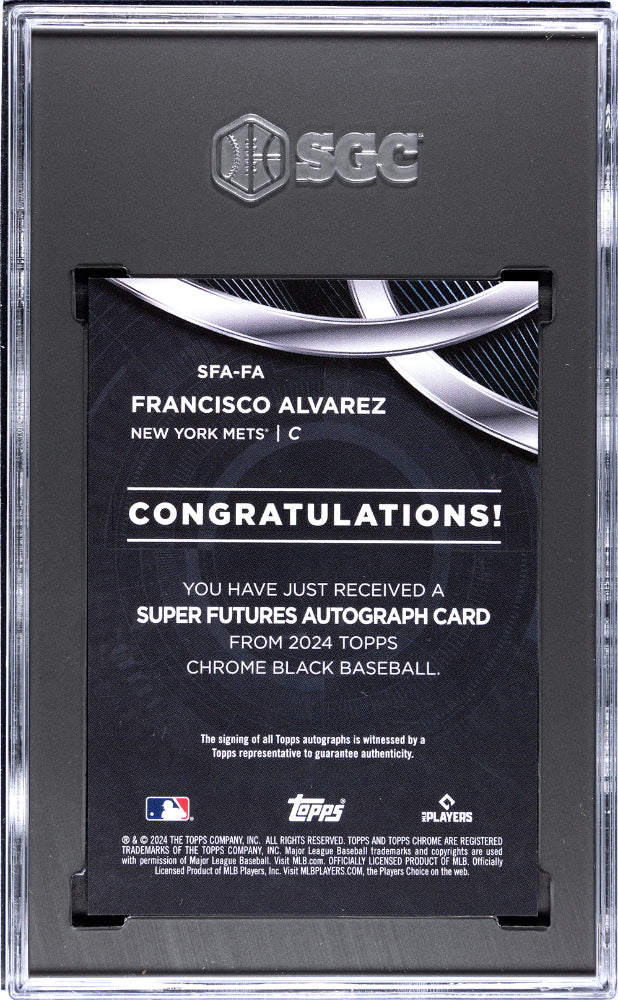 SGC
SFA-FA
FRANCISCO ALVAREZ
NEW YORK METS® | C
CONGRATULATIONS!
YOU HAVE JUST RECEIVED A
SUPER FUTURES AUTOGRAPH CARD
FROM 2024 TOPPS
CHROME BLACK BASEBALL.
The signing of all Topps autographs is witnessed by a
Topps representative to guarantee authenticity.
Topps® MLB PLAYERS
® & © 2024 THE TOPPS COMPANY, INC. ALL RIGHTS RESERVED. TOPPS AND TOPPS CHROME ARE REGISTERED
TRADEMARKS OF THE TOPPS COMPANY, INC. Major League Baseball trademarks and copyrights are used
with permission of Major League Baseball. Visit MLB.com. OFFICIALLY LICENSED PRODUCT OF MLB. Officially
Licensed Product of MLB Players, Inc. Visit MLBPLAYERS.COM, the Players Choice on the web.